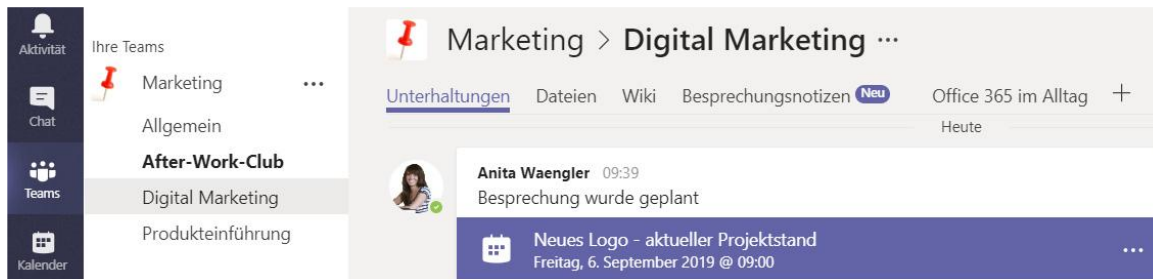 Aktivität
Chat
Teams
Kalender
Ihre Teams
Marketing ...
Allgemein
After-Work-Club
Digital Marketing
Produkteinführung
Marketing > Digital Marketing ...
Unterhaltungen Dateien Wiki Besprechungsnotizen Neu Office 365 im Alltag +
Heute
Anita Waengler 09:39
Besprechung wurde geplant
Neues Logo - aktueller Projektstand ...
Freitag, 6. September 2019 @ 09:00